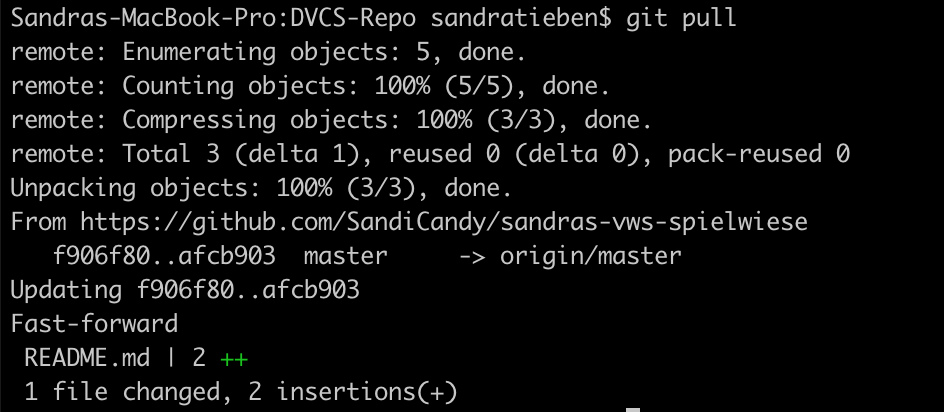 Sandras-MacBook-Pro:DVCS-Repo sandratieben$ git pull
remote: Enumerating objects: 5, done.
remote: Counting objects: 100% (5/5), done.
remote: Compressing objects: 100% (3/3), done.
remote: Total 3 (delta 1), reused 0 (delta 0), pack-reused 0
Unpacking objects: 100% (3/3), done.
From https://github.com/SandiCandy/sandras-vws-spielwiese
   f906f80..afcb903  master     -> origin/master
Updating f906f80..afcb903
Fast-forward
 README.md | 2 ++
 1 file changed, 2 insertions(+)